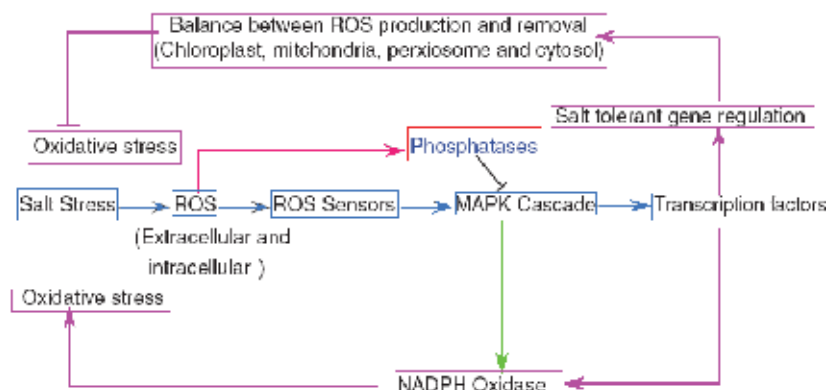 Balance between ROS production and removal
(Chloroplast, mitchondria, perxiosome and cytosol)
Salt tolerant gene regulation
Oxidative stress
Phosphatases
Salt Stress
ROS
ROS Sensors
MAPK Cascade
Transcription factors
(Extracellular and
intracellular )
Oxidative stress
NADPH Oxidase